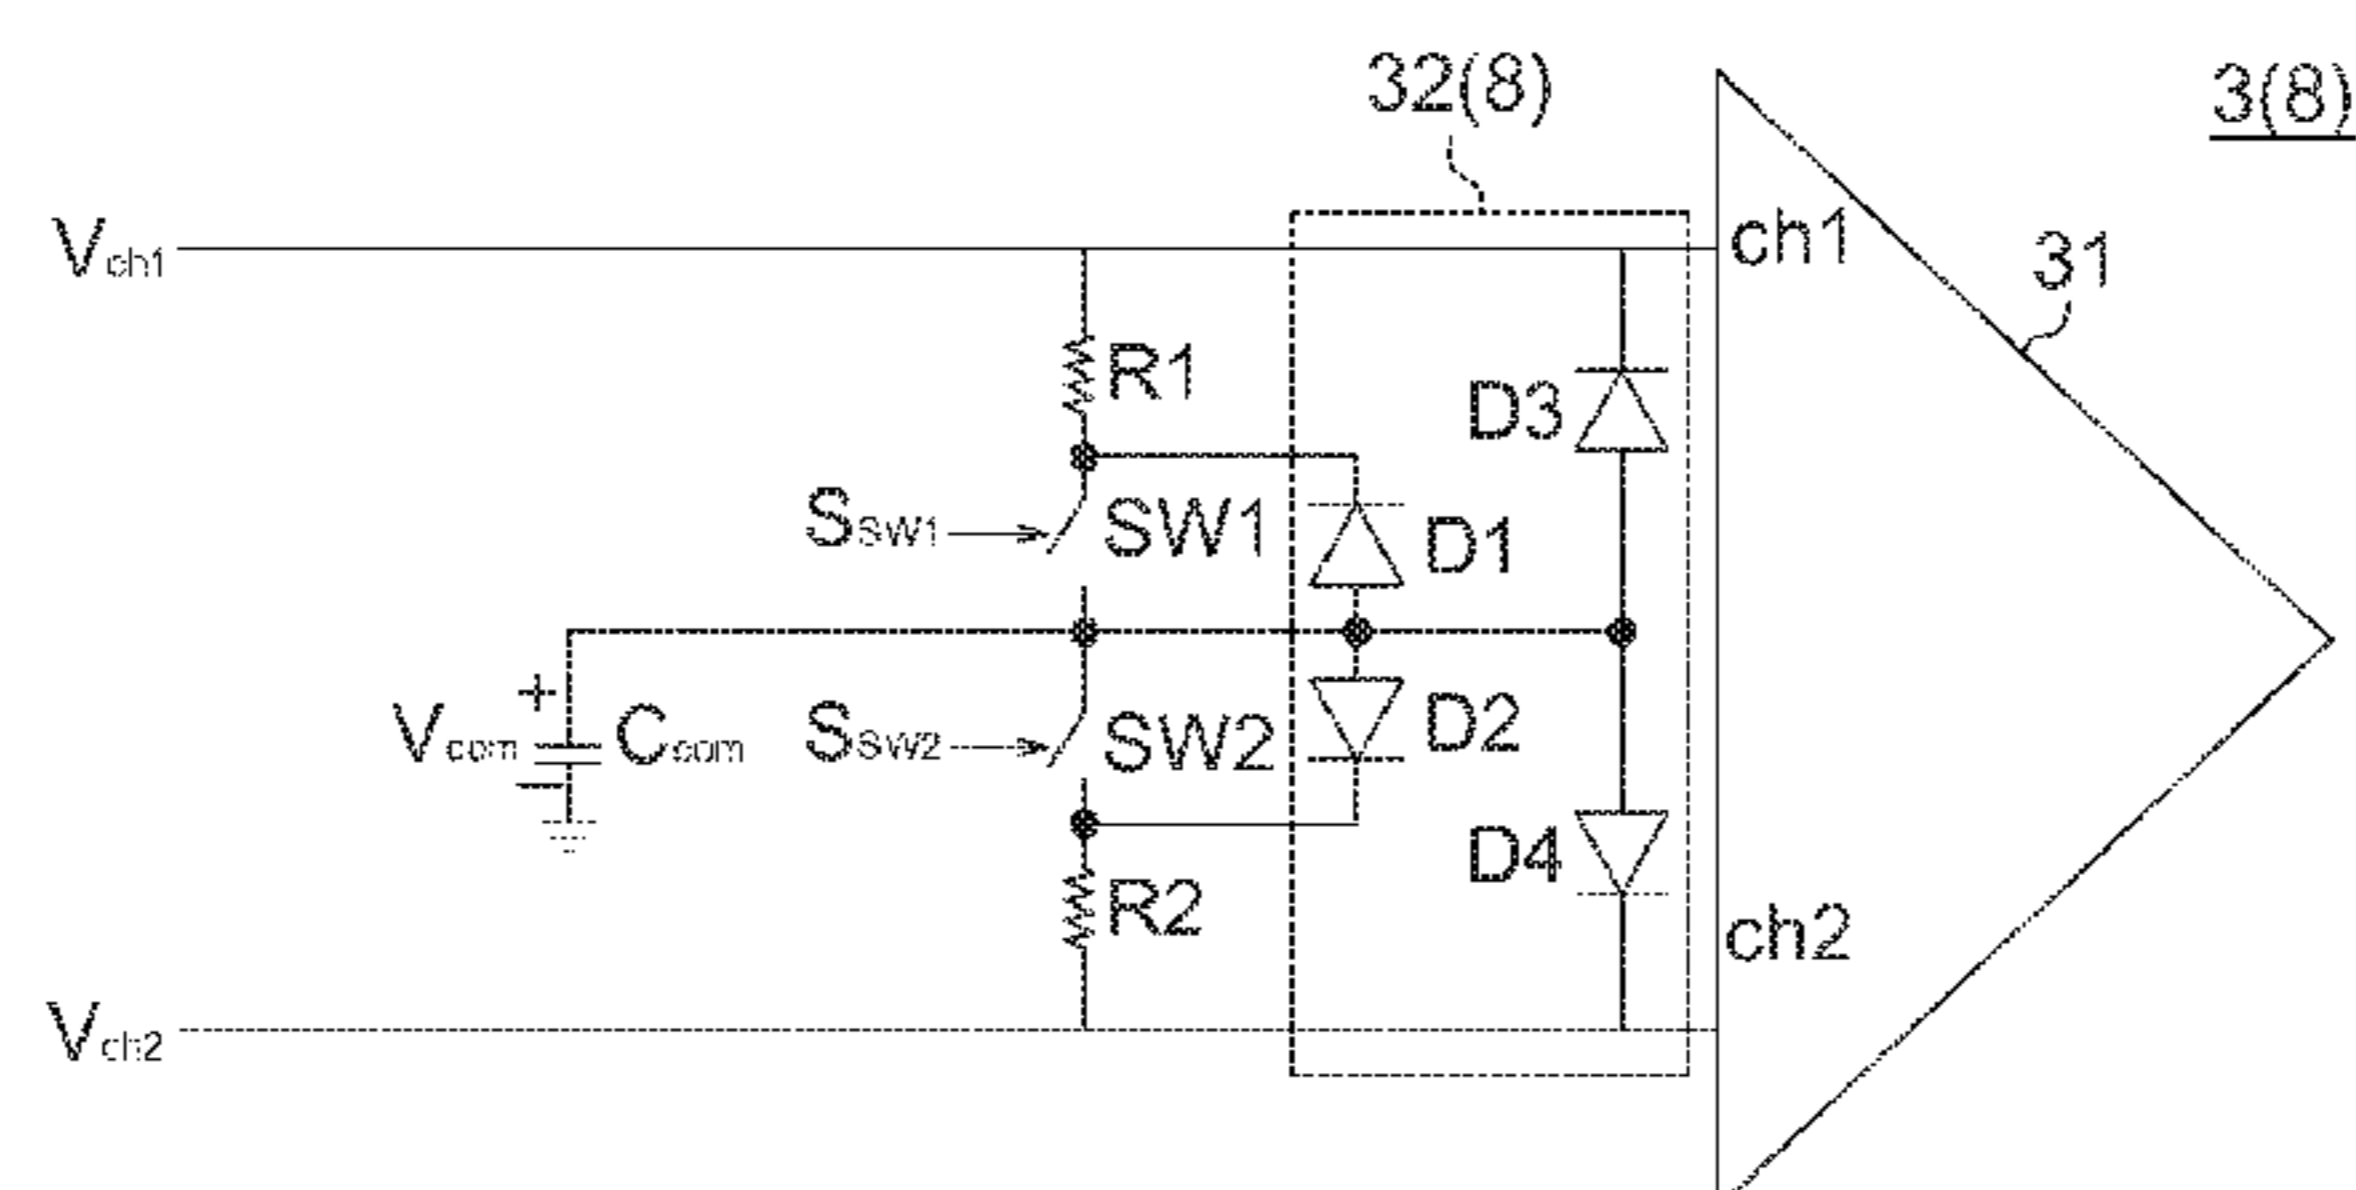 32(8)
3(8)
Vch1
ch1
31
R1
D3
SSW1
SW1
D1
Vcom
+
Ccom
SSW2
SW2
D2
D4
R2
ch2
Vch2